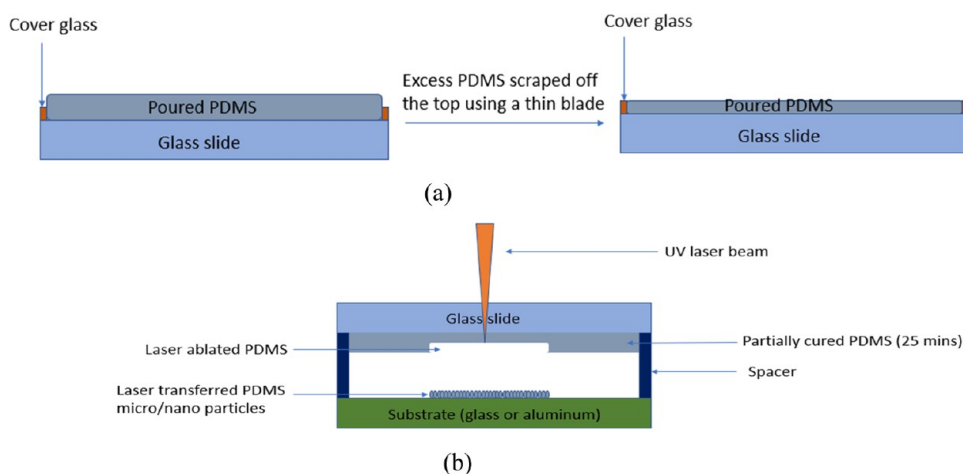 Cover glass
Cover glass
Excess PDMS scraped off
the top using a thin blade
Poured PDMS
Glass slide
Poured PDMS
Glass slide
(a)
UV laser beam
Glass slide
Laser ablated PDMS
Partially cured PDMS (25 mins)
Spacer
Laser transferred PDMS
micro/nano particles
Substrate (glass or aluminum)
(b)